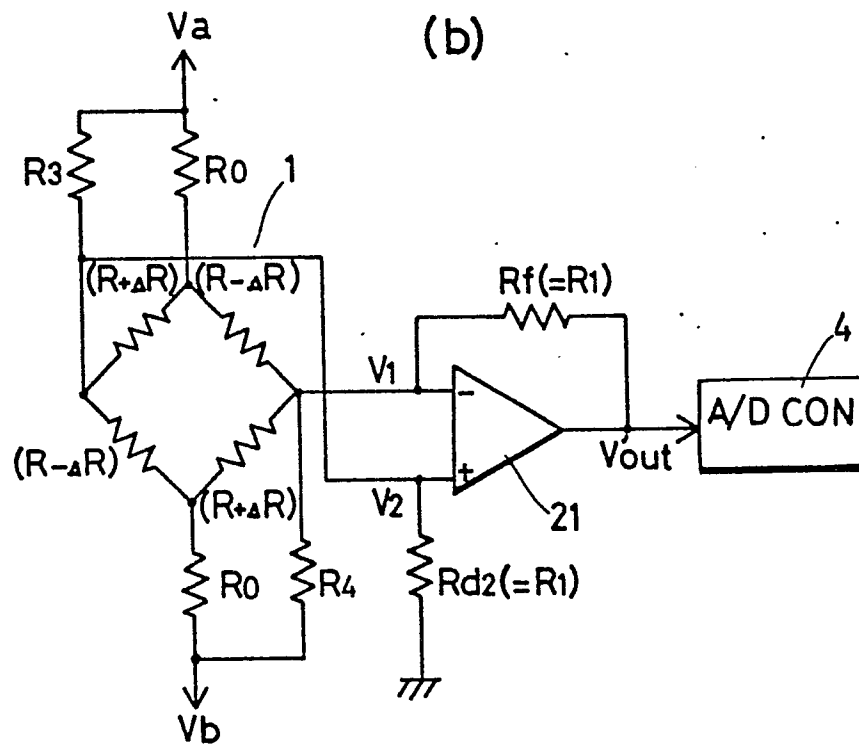 Va
(b)
R3
R0
1
(R+ΔR)
(R-ΔR)
Rf(=R1)
4
V1
-
A/D CON
(R-ΔR)
+
V'out
V2
(R+ΔR)
21
R0
R4
Rd2(=R1)
Vb